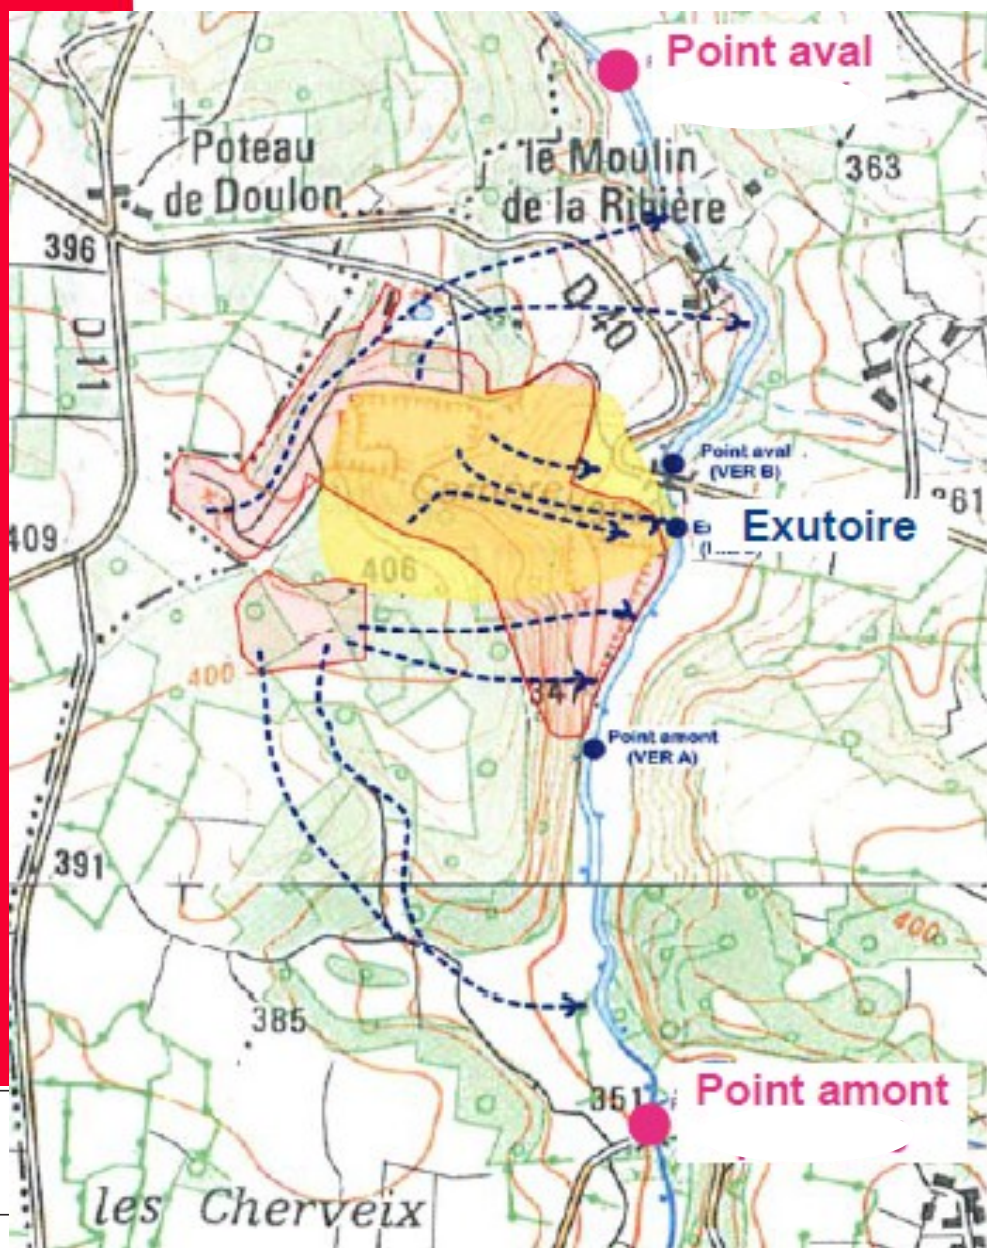 Point aval
Poteau
de Doulon
le Moulin
de la Ribière
363
396
D 11
D 40
Point aval
(VER B)
361
Exutoire
409
406
400
347
Point amont
(VER A)
391
400
385
351
Point amont
les Cherveix